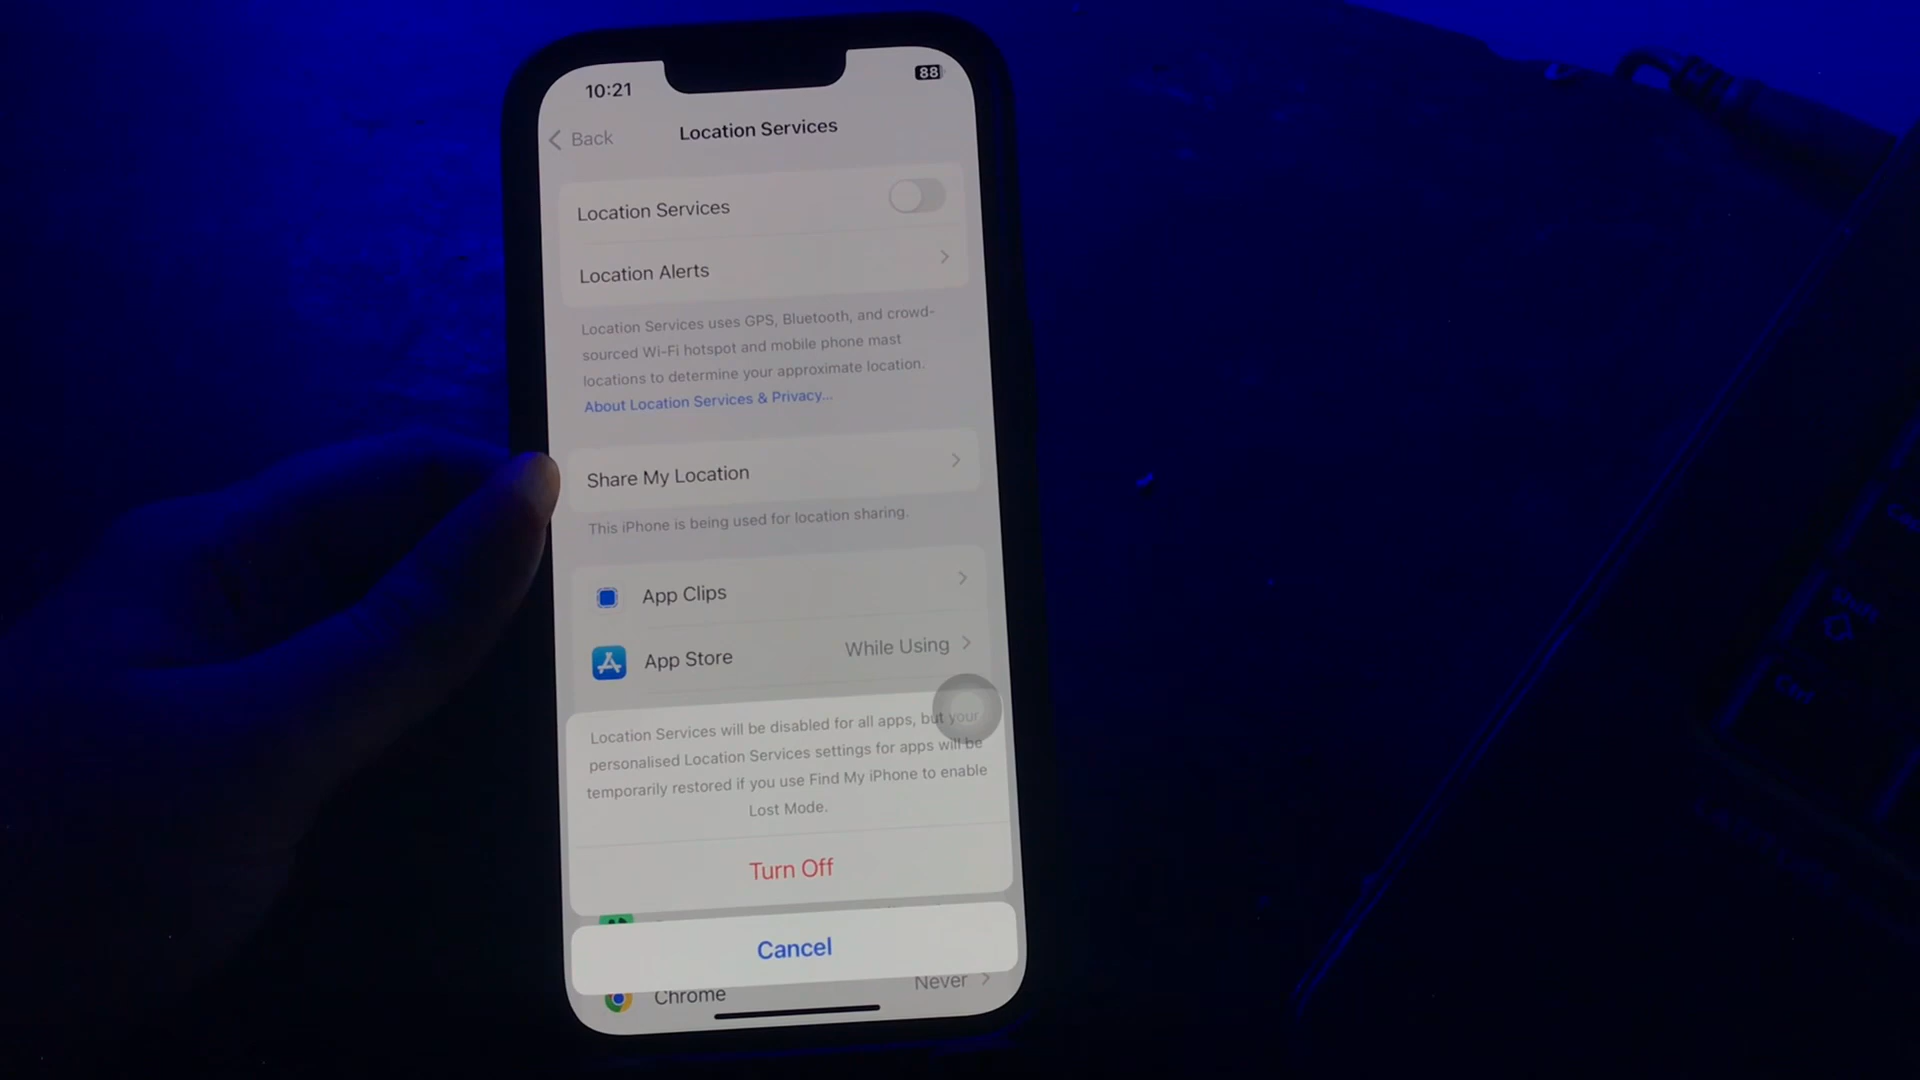 10:21
88
Back
Location Services
Location Services
Location Alerts
Location Services uses GPS, Bluetooth, and crowd-
sourced Wi-Fi hotspot and mobile phone mast
locations to determine your approximate location.
About Location Services & Privacy...
Share My Location
This iPhone is being used for location sharing.
App Clips
App Store
While Using
Location Services will be disabled for all apps, but your
personalised Location Services settings for apps will be
temporarily restored if you use Find My iPhone to enable
Lost Mode.
Turn Off
Cancel
Chrome
Never
Shift
Ctrl